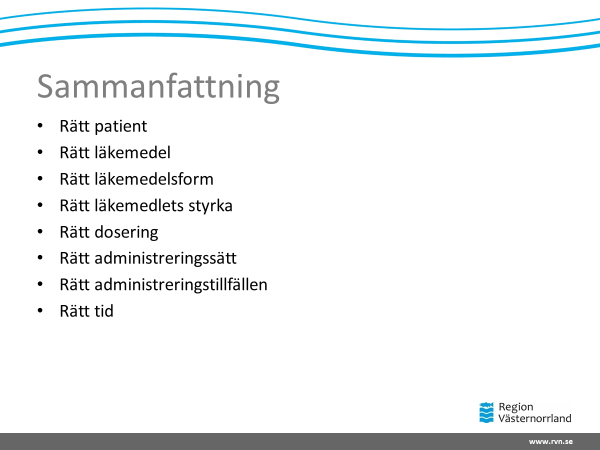 Sammanfattning
• Rätt patient
• Rätt läkemedel
• Rätt läkemedelsform
• Rätt läkemedlets styrka
• Rätt dosering
• Rätt administreringssätt
• Rätt administreringstillfällen
• Rätt tid
Region
Västernorrland
www.rvn.se